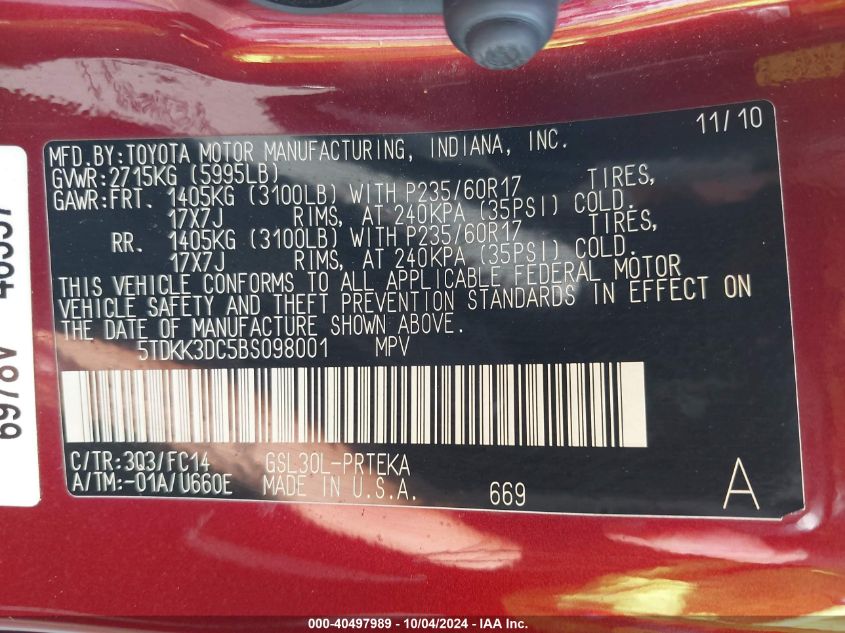 11/10
MFD.BY:TOYOTA MOTOR MANUFACTURING, INDIANA, INC.
GVWR:2715KG (5995LB)
GAWR:FRT. 1405KG (3100LB) WITH P235/60R17 TIRES,
17X7J RIMS, AT 240KPA (35PSI) COLD.
RR. 1405KG (3100LB) WITH P235/60R17 TIRES,
17X7J RIMS, AT 240KPA (35PSI) COLD.
THIS VEHICLE CONFORMS TO ALL APPLICABLE FEDERAL MOTOR
VEHICLE SAFETY AND THEFT PREVENTION STANDARDS IN EFFECT ON
THE DATE OF MANUFACTURE SHOWN ABOVE.
5TDKK3DC5BS098001 MPV
C/TR:3Q3/FC14 GSL30L-PRTEKA
A/TM:-01A/U660E MADE IN U.S.A. 669 A
000-40497989 - 10/04/2024 - IAA Inc.